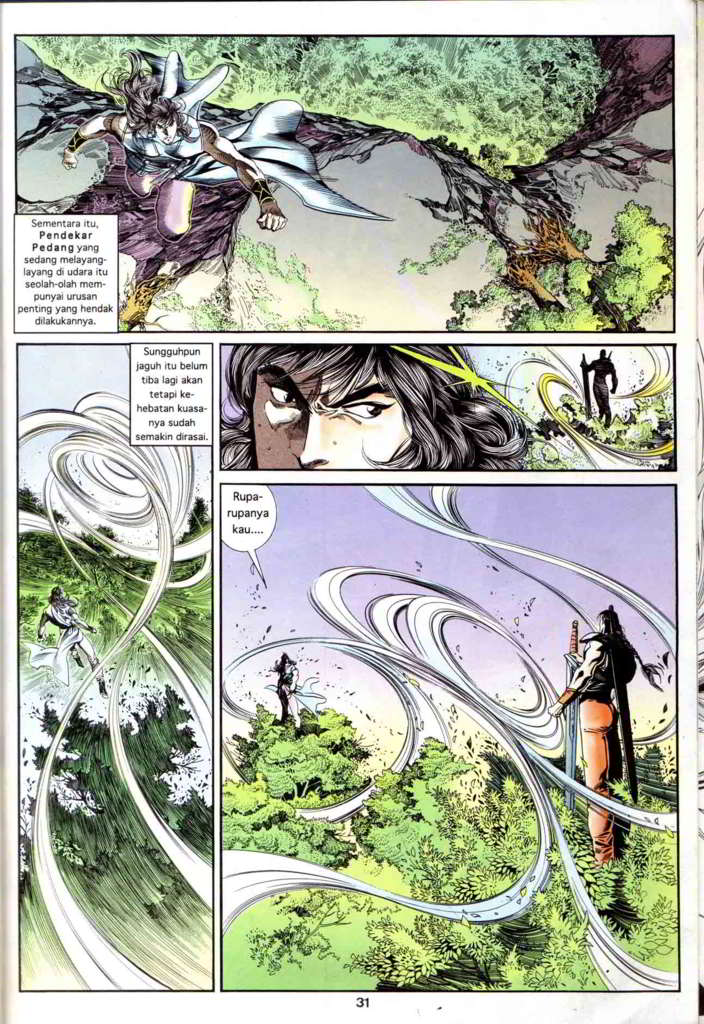 Sementara itu,
Pendekar
Pedang yang
sedang melayang-
layang di udara itu
seolah-olah mem-
punyai urusan
penting yang hendak
dilakukannya.
Sungguhpun
jaguh itu belum
tiba lagi akan
tetapi ke-
hebatan kuasa-
nya sudah
semakin dirasai.
Rupa-
rupanya
kau....
31